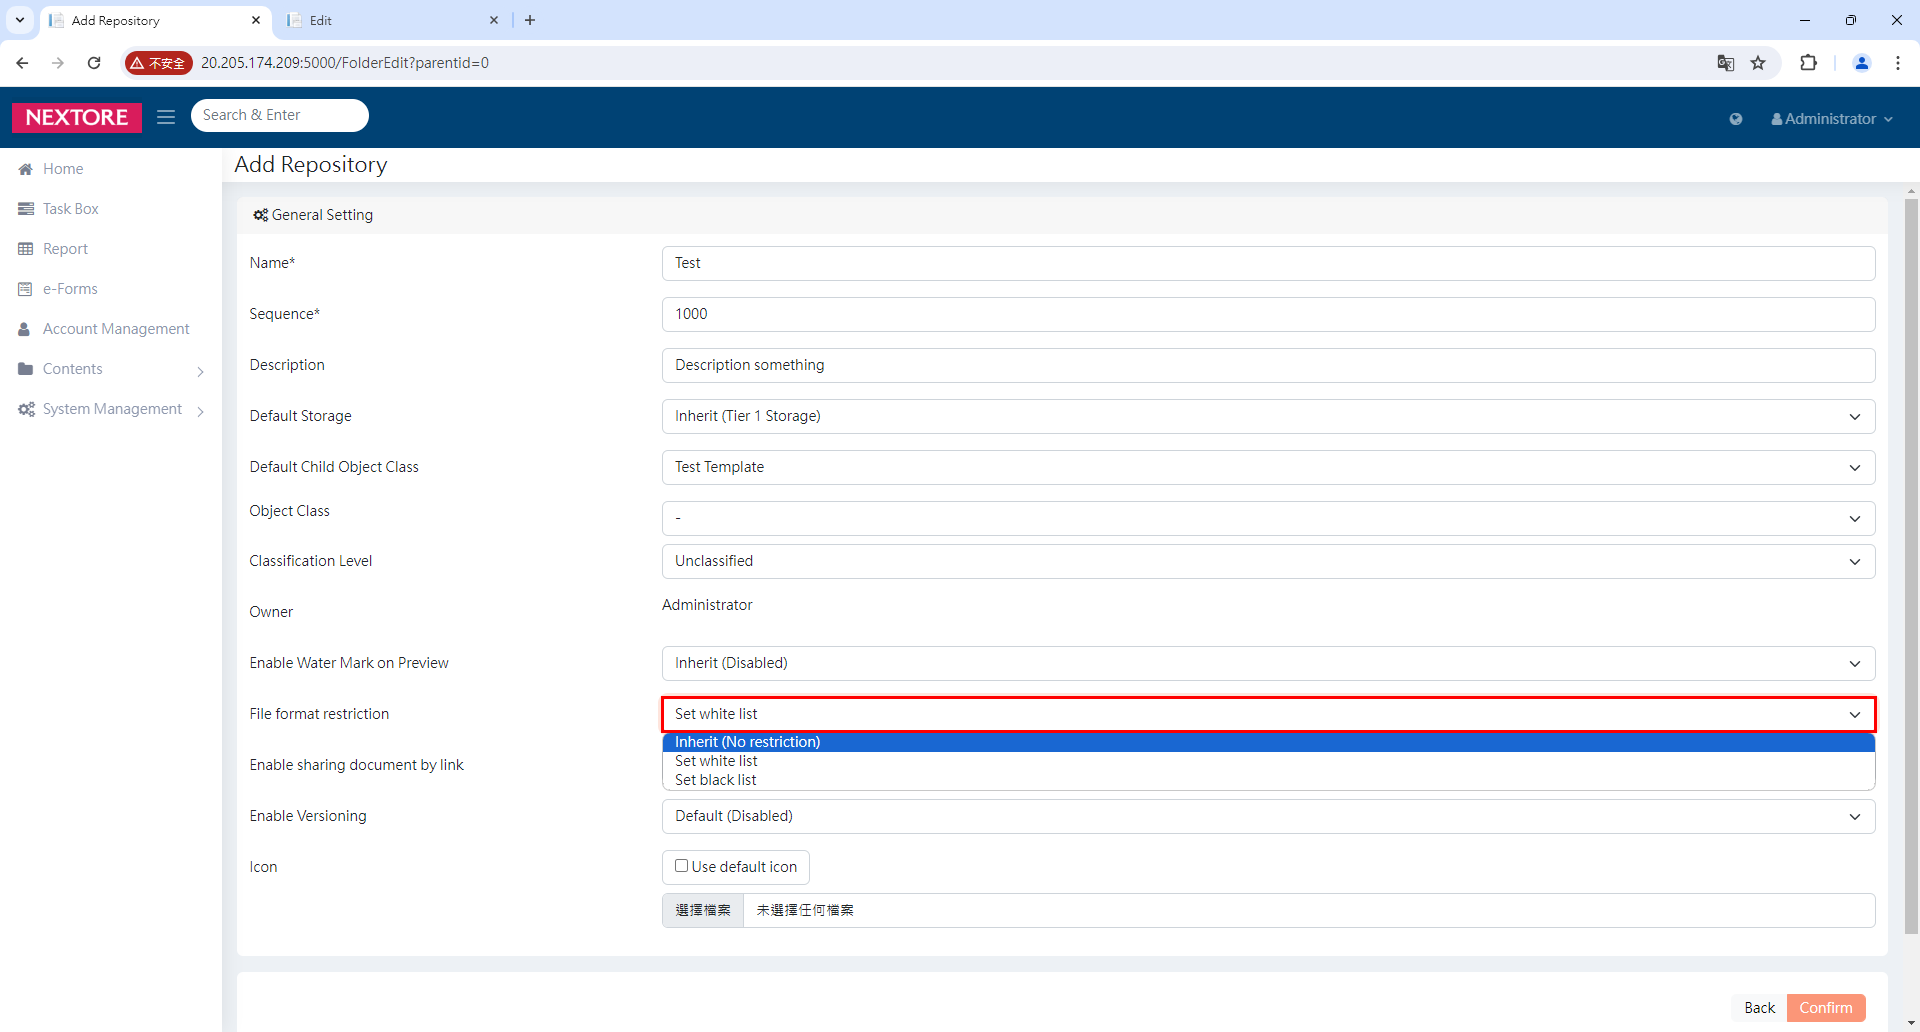 Add Repository
Edit
不安全
20.205.174.209:5000/FolderEdit?parentid=0
NEXTORE
Search & Enter
Administrator
Home
Task Box
Report
e-Forms
Account Management
Contents
System Management
Add Repository
General Setting
Name*
Test
Sequence*
1000
Description
Description something
Default Storage
Inherit (Tier 1 Storage)
Default Child Object Class
Test Template
Object Class
-
Classification Level
Unclassified
Owner
Administrator
Enable Water Mark on Preview
Inherit (Disabled)
File format restriction
Set white list
Inherit (No restriction)
Set white list
Set black list
Enable sharing document by link
Enable Versioning
Default (Disabled)
Icon
Use default icon
選擇檔案
未選擇任何檔案
Back
Confirm